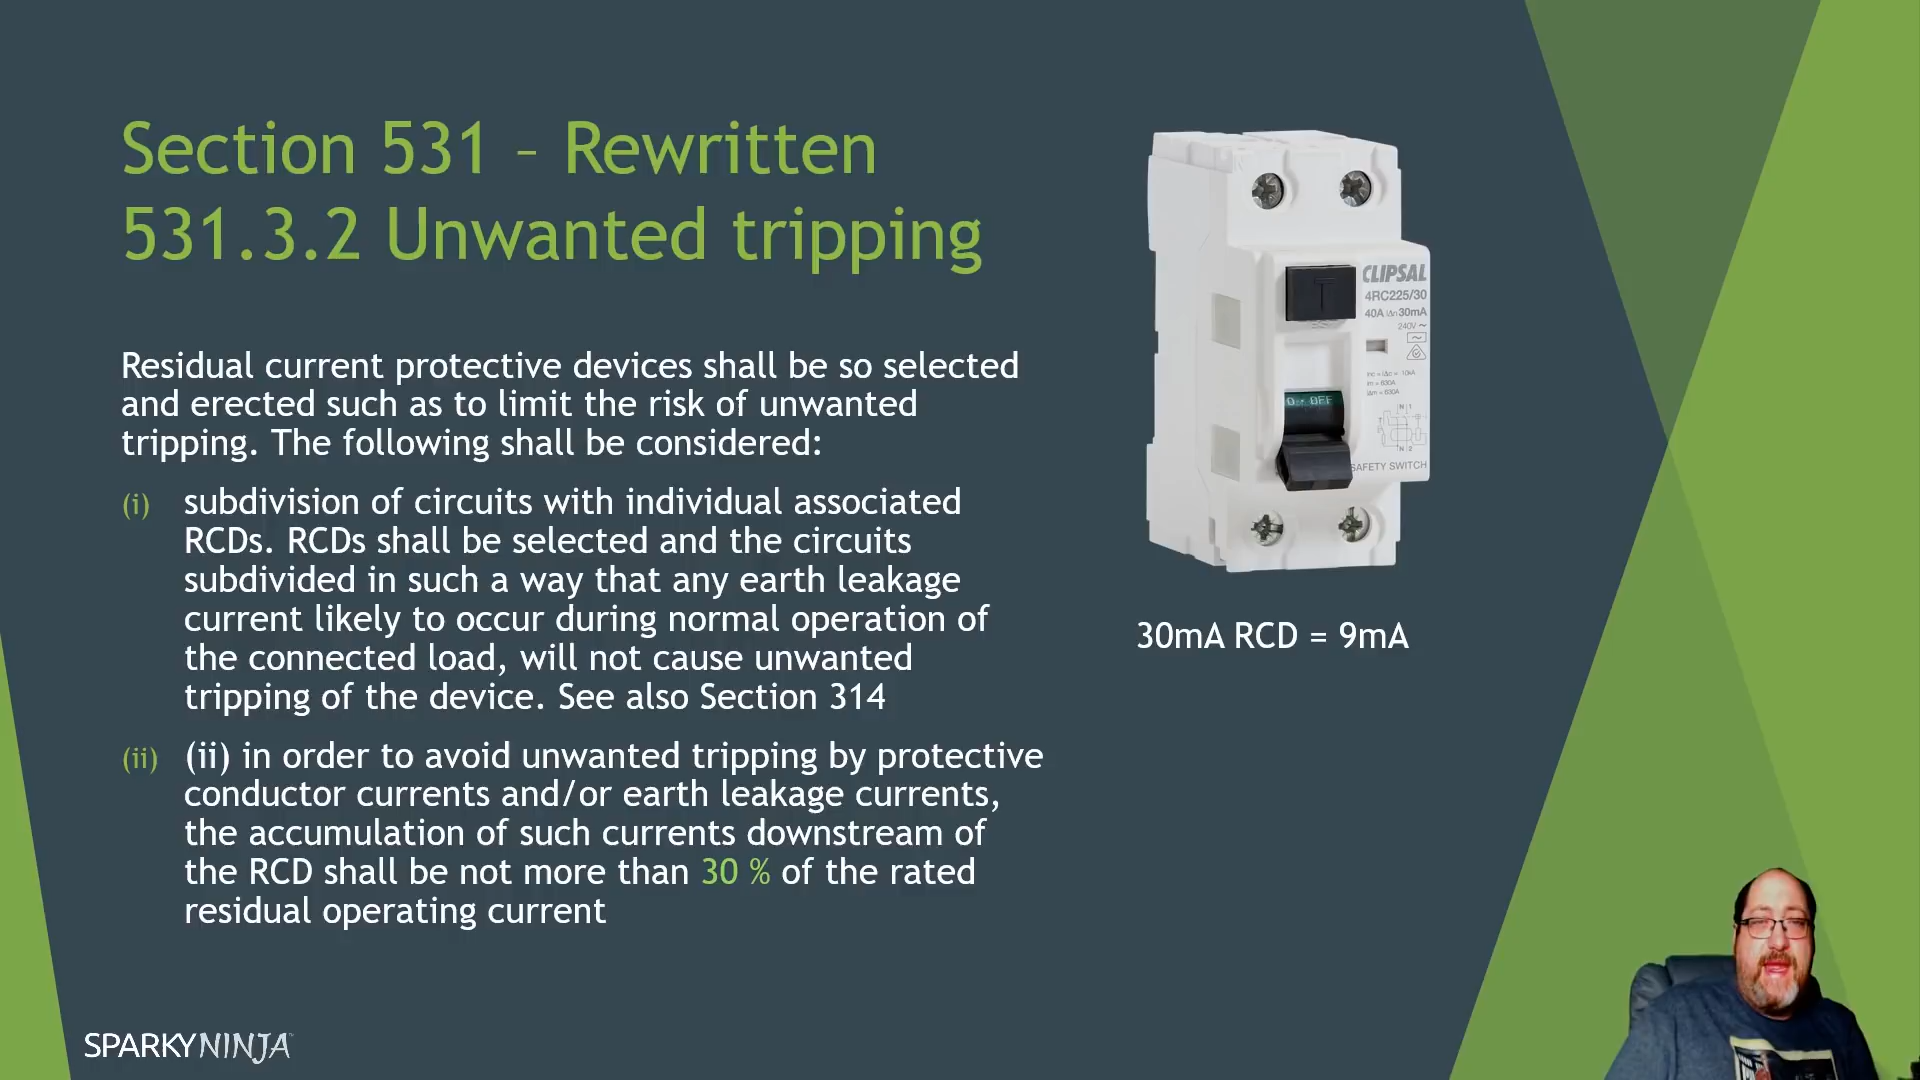 Section 531 – Rewritten
531.3.2 Unwanted tripping
Residual current protective devices shall be so selected
and erected such as to limit the risk of unwanted
tripping. The following shall be considered:
(i) subdivision of circuits with individual associated
RCDs. RCDs shall be selected and the circuits
subdivided in such a way that any earth leakage
current likely to occur during normal operation of
the connected load, will not cause unwanted
tripping of the device. See also Section 314
(ii) (ii) in order to avoid unwanted tripping by protective
conductor currents and/or earth leakage currents,
the accumulation of such currents downstream of
the RCD shall be not more than 30 % of the rated
residual operating current
T
CLIPSAL
4RC225/30
40A IΔn 30mA
240V ~
O OFF
SAFETY SWITCH
30mA RCD = 9mA
SPARKYNINJA